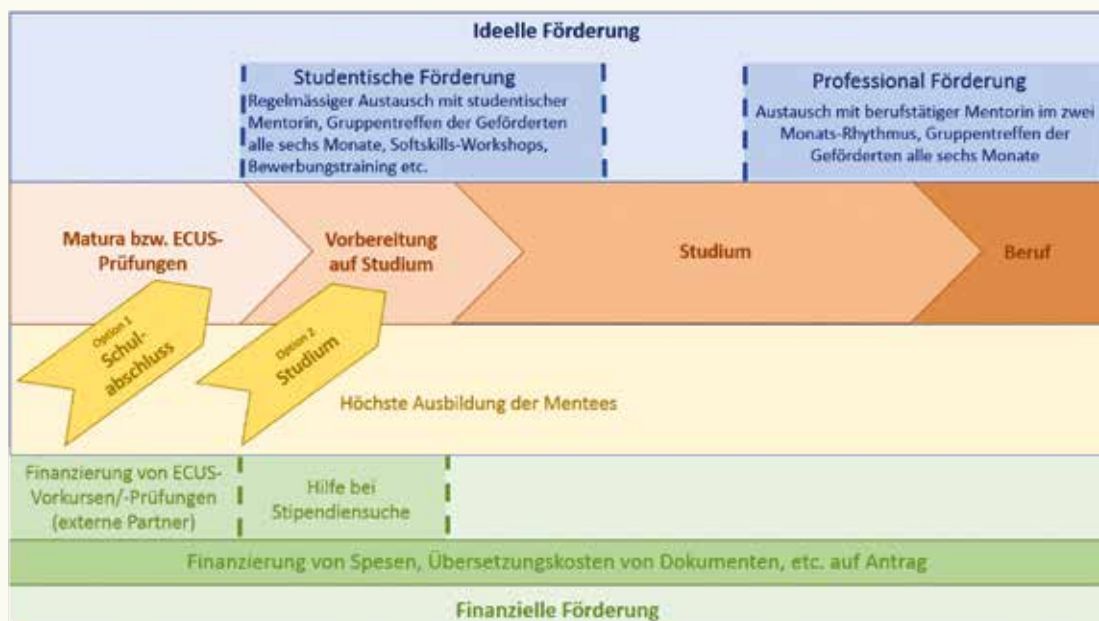 Ideelle Förderung
Studentische Förderung
Regelmässiger Austausch mit studentischer
Mentorin, Gruppentreffen der Geförderten
alle sechs Monate, Softskills-Workshops,
Bewerbungstraining etc.
Professional Förderung
Austausch mit berufstätiger Mentorin im zwei
Monats-Rhythmus, Gruppentreffen der
Geförderten alle sechs Monate
Matura bzw. ECUS-
Prüfungen
Vorbereitung
auf Studium
Studium
Beruf
Option 1
Schul-
abschluss
Option 2
Studium
Höchste Ausbildung der Mentees
Finanzierung von ECUS-
Vorkursen/-Prüfungen
(externe Partner)
Hilfe bei
Stipendiensuche
Finanzierung von Spesen, Übersetzungskosten von Dokumenten, etc. auf Antrag
Finanzielle Förderung